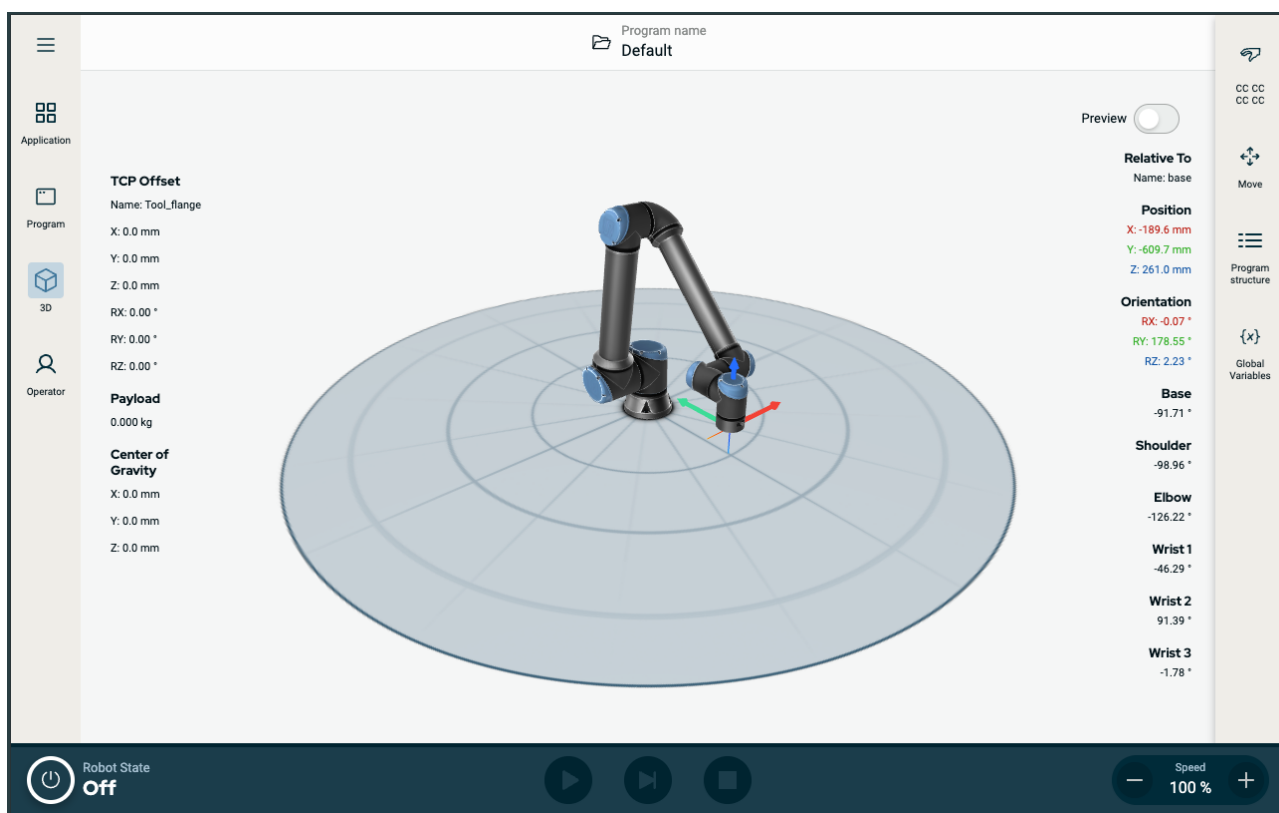 Program name
Default
Application
Program
3D
Operator
TCP Offset
Name: Tool_flange
X: 0.0 mm
Y: 0.0 mm
Z: 0.0 mm
RX: 0.00 °
RY: 0.00 °
RZ: 0.00 °
Payload
0.000 kg
Center of
Gravity
X: 0.0 mm
Y: 0.0 mm
Z: 0.0 mm
Preview
Relative To
Name: base
Position
X: -189.6 mm
Y: -609.7 mm
Z: 261.0 mm
Orientation
RX: -0.07 °
RY: 178.55 °
RZ: 2.23 °
Base
-91.71 °
Shoulder
-98.96 °
Elbow
-126.22 °
Wrist 1
-46.29 °
Wrist 2
91.39 °
Wrist 3
-1.78 °
CC CC
CC CC
Move
Program
structure
{x}
Global
Variables
Robot State
Off
Speed
100 %